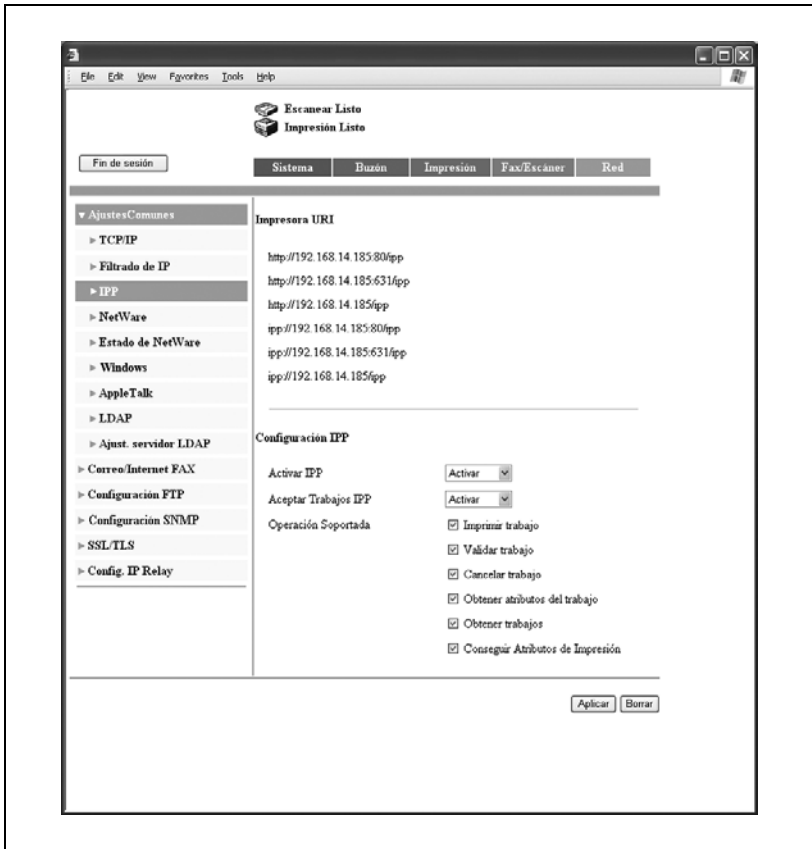 File Edit View Favorites Tools Help
Escanear Listo
Impresión Listo
Fin de sesión
Sistema Buzón Impresión Fax/Escáner Red
AjustesComunes
TCP/IP
Filtrado de IP
IPP
NetWare
Estado de NetWare
Windows
AppleTalk
LDAP
Ajust. servidor LDAP
Correo/Internet FAX
Configuración FTP
Configuración SNMP
SSL/TLS
Config. IP Relay
Impresora URI
http://192.168.14.185:80/ipp
http://192.168.14.185:631/ipp
http://192.168.14.185/ipp
ipp://192.168.14.185:80/ipp
ipp://192.168.14.185:631/ipp
ipp://192.168.14.185/ipp
Configuración IPP
Activar IPP Activar
Aceptar Trabajos IPP Activar
Operación Soportada Imprimir trabajo
Validar trabajo
Cancelar trabajo
Obtener atributos del trabajo
Obtener trabajos
Conseguir Atributos de Impresión
Aplicar Borrar